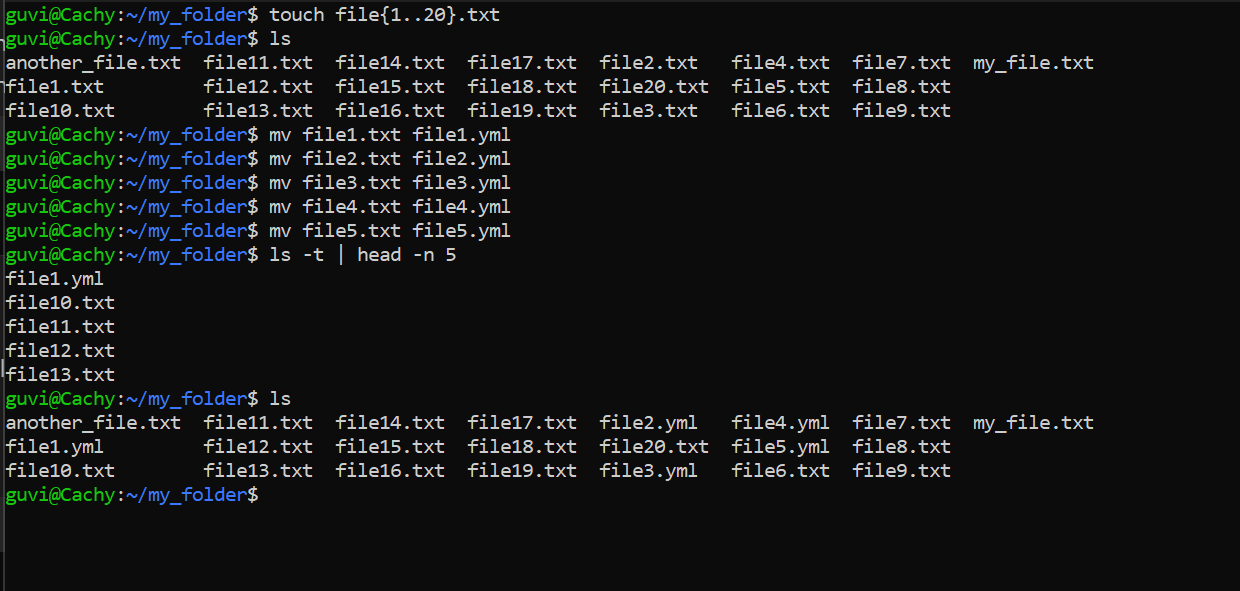 guvi@Cachy:~/my_folder$ touch file{1..20}.txt
guvi@Cachy:~/my_folder$ ls
another_file.txt  file11.txt  file14.txt  file17.txt  file2.txt   file4.txt  file7.txt  my_file.txt
file1.txt         file12.txt  file15.txt  file18.txt  file20.txt  file5.txt  file8.txt
file10.txt        file13.txt  file16.txt  file19.txt  file3.txt   file6.txt  file9.txt
guvi@Cachy:~/my_folder$ mv file1.txt file1.yml
guvi@Cachy:~/my_folder$ mv file2.txt file2.yml
guvi@Cachy:~/my_folder$ mv file3.txt file3.yml
guvi@Cachy:~/my_folder$ mv file4.txt file4.yml
guvi@Cachy:~/my_folder$ mv file5.txt file5.yml
guvi@Cachy:~/my_folder$ ls -t | head -n 5
file1.yml
file10.txt
file11.txt
file12.txt
file13.txt
guvi@Cachy:~/my_folder$ ls
another_file.txt  file11.txt  file14.txt  file17.txt  file2.yml   file4.yml  file7.txt  my_file.txt
file1.yml         file12.txt  file15.txt  file18.txt  file20.txt  file5.yml  file8.txt
file10.txt        file13.txt  file16.txt  file19.txt  file3.yml   file6.txt  file9.txt
guvi@Cachy:~/my_folder$